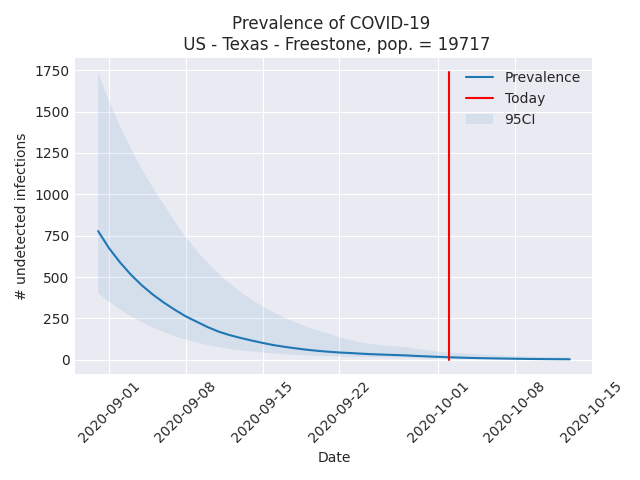 Prevalence of COVID-19
US - Texas - Freestone, pop. = 19717
Prevalence
Today
95CI
1750
1500
1250
1000
750
500
250
0
# undetected infections
2020-09-01
2020-09-08
2020-09-15
2020-09-22
2020-10-01
2020-10-08
2020-10-15
Date